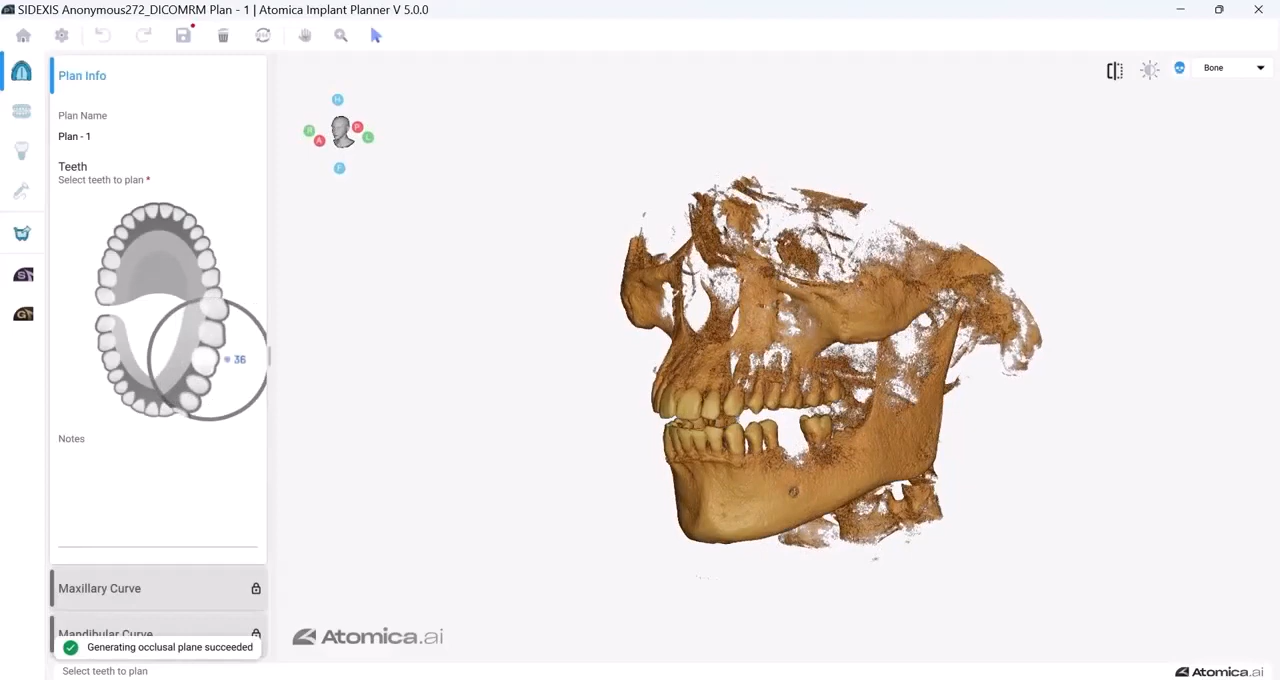 SIDEXIS Anonymous272_DICOMRM Plan - 1 | Atomica Implant Planner V 5.0.0
Plan Info
Bone
H
R
P
A
L
F
Plan Name
Plan - 1
Teeth
Select teeth to plan *
36
Notes
Maxillary Curve
Mandibular Curve
Generating occlusal plane succeeded
Atomica.ai
Select teeth to plan
Atomica.ai
S
G